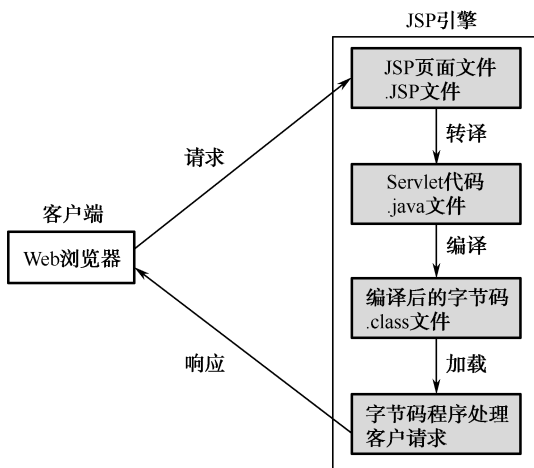 JSP引擎
JSP页面文件
.JSP文件
转译
请求
Servlet代码
.java文件
客户端
Web浏览器
编译
编译后的字节码
.class文件
响应
加载
字节码程序处理
客户请求